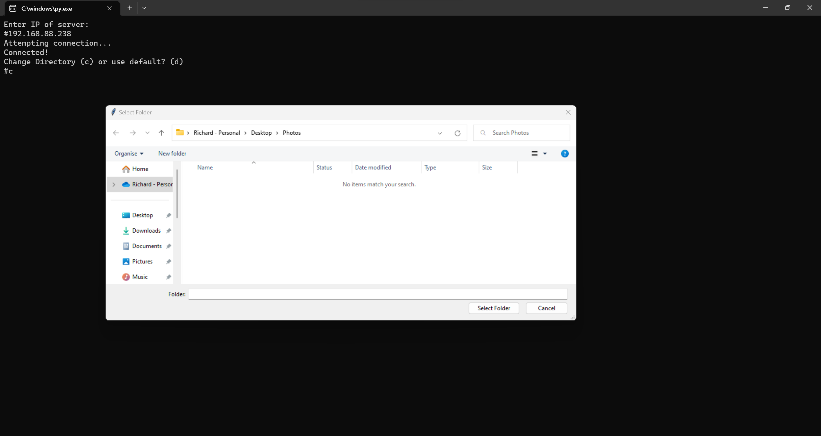 C:\windows\py.exe
Enter IP of server:
#192.168.88.238
Attempting connection...
Connected!
Change Directory (c) or use default? (d)
#c
Select Folder
Richard - Personal > Desktop > Photos
Search Photos
Organise
New folder
Name
Status
Date modified
Type
Size
Home
No items match your search.
Richard - Person
Desktop
Downloads
Documents
Pictures
Music
Folder:
Select Folder
Cancel